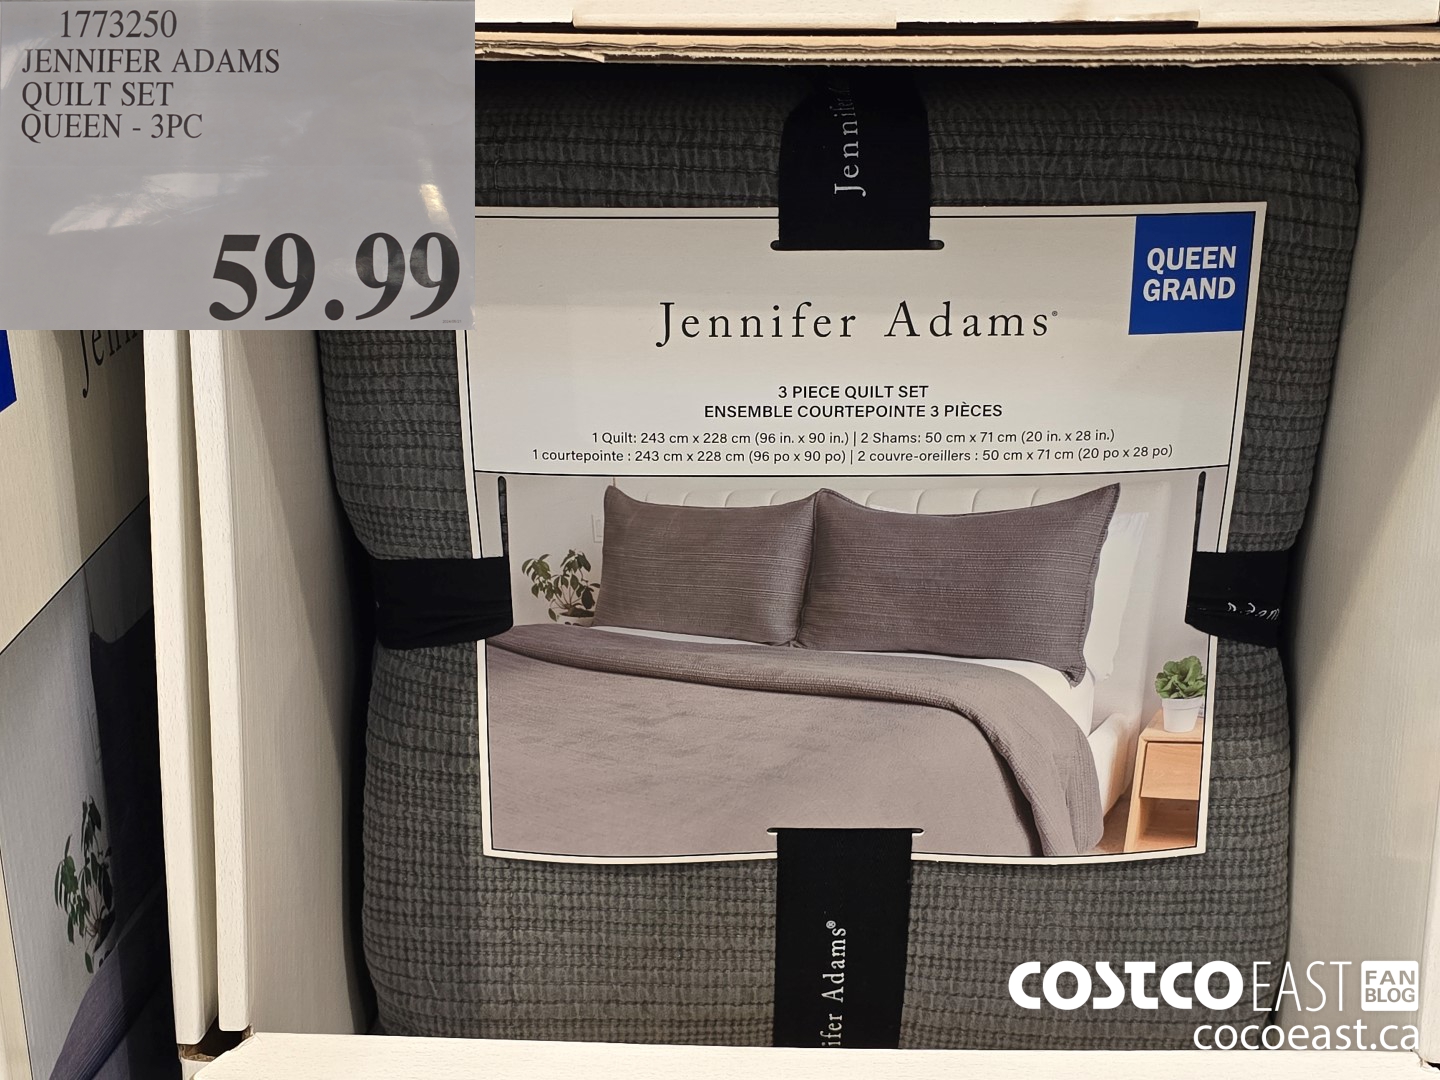 1773250
JENNIFER ADAMS
QUILT SET
QUEEN - 3PC
59.99
Jennifer
QUEEN
GRAND
Jennifer Adams®
3 PIECE QUILT SET
ENSEMBLE COURTEPOINTE 3 PIÈCES
1 Quilt: 243 cm x 228 cm (96 in. x 90 in.) | 2 Shams: 50 cm x 71 cm (20 in. x 28 in.)
1 courtepointe : 243 cm x 228 cm (96 po x 90 po) | 2 couvre-oreillers : 50 cm x 71 cm (20 po x 28 po)
ifer Adams®
COSTCO EAST FAN
BLOG
cocoeast.ca